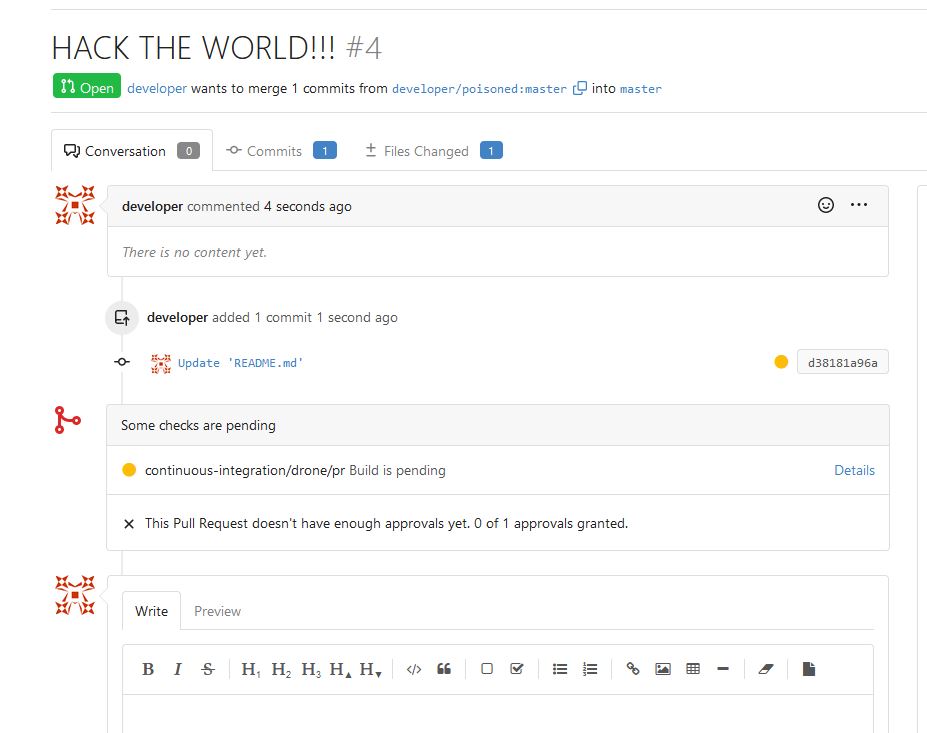 HACK THE WORLD!!! #4
Open developer wants to merge 1 commits from developer/poisoned:master into master
Conversation 0 Commits 1 Files Changed 1
developer commented 4 seconds ago
There is no content yet.
developer added 1 commit 1 second ago
Update 'README.md' d38181a96a
Some checks are pending
continuous-integration/drone/pr Build is pending Details
This Pull Request doesn't have enough approvals yet. 0 of 1 approvals granted.
Write Preview
B I S H1 H2 H3 H▲ H▼